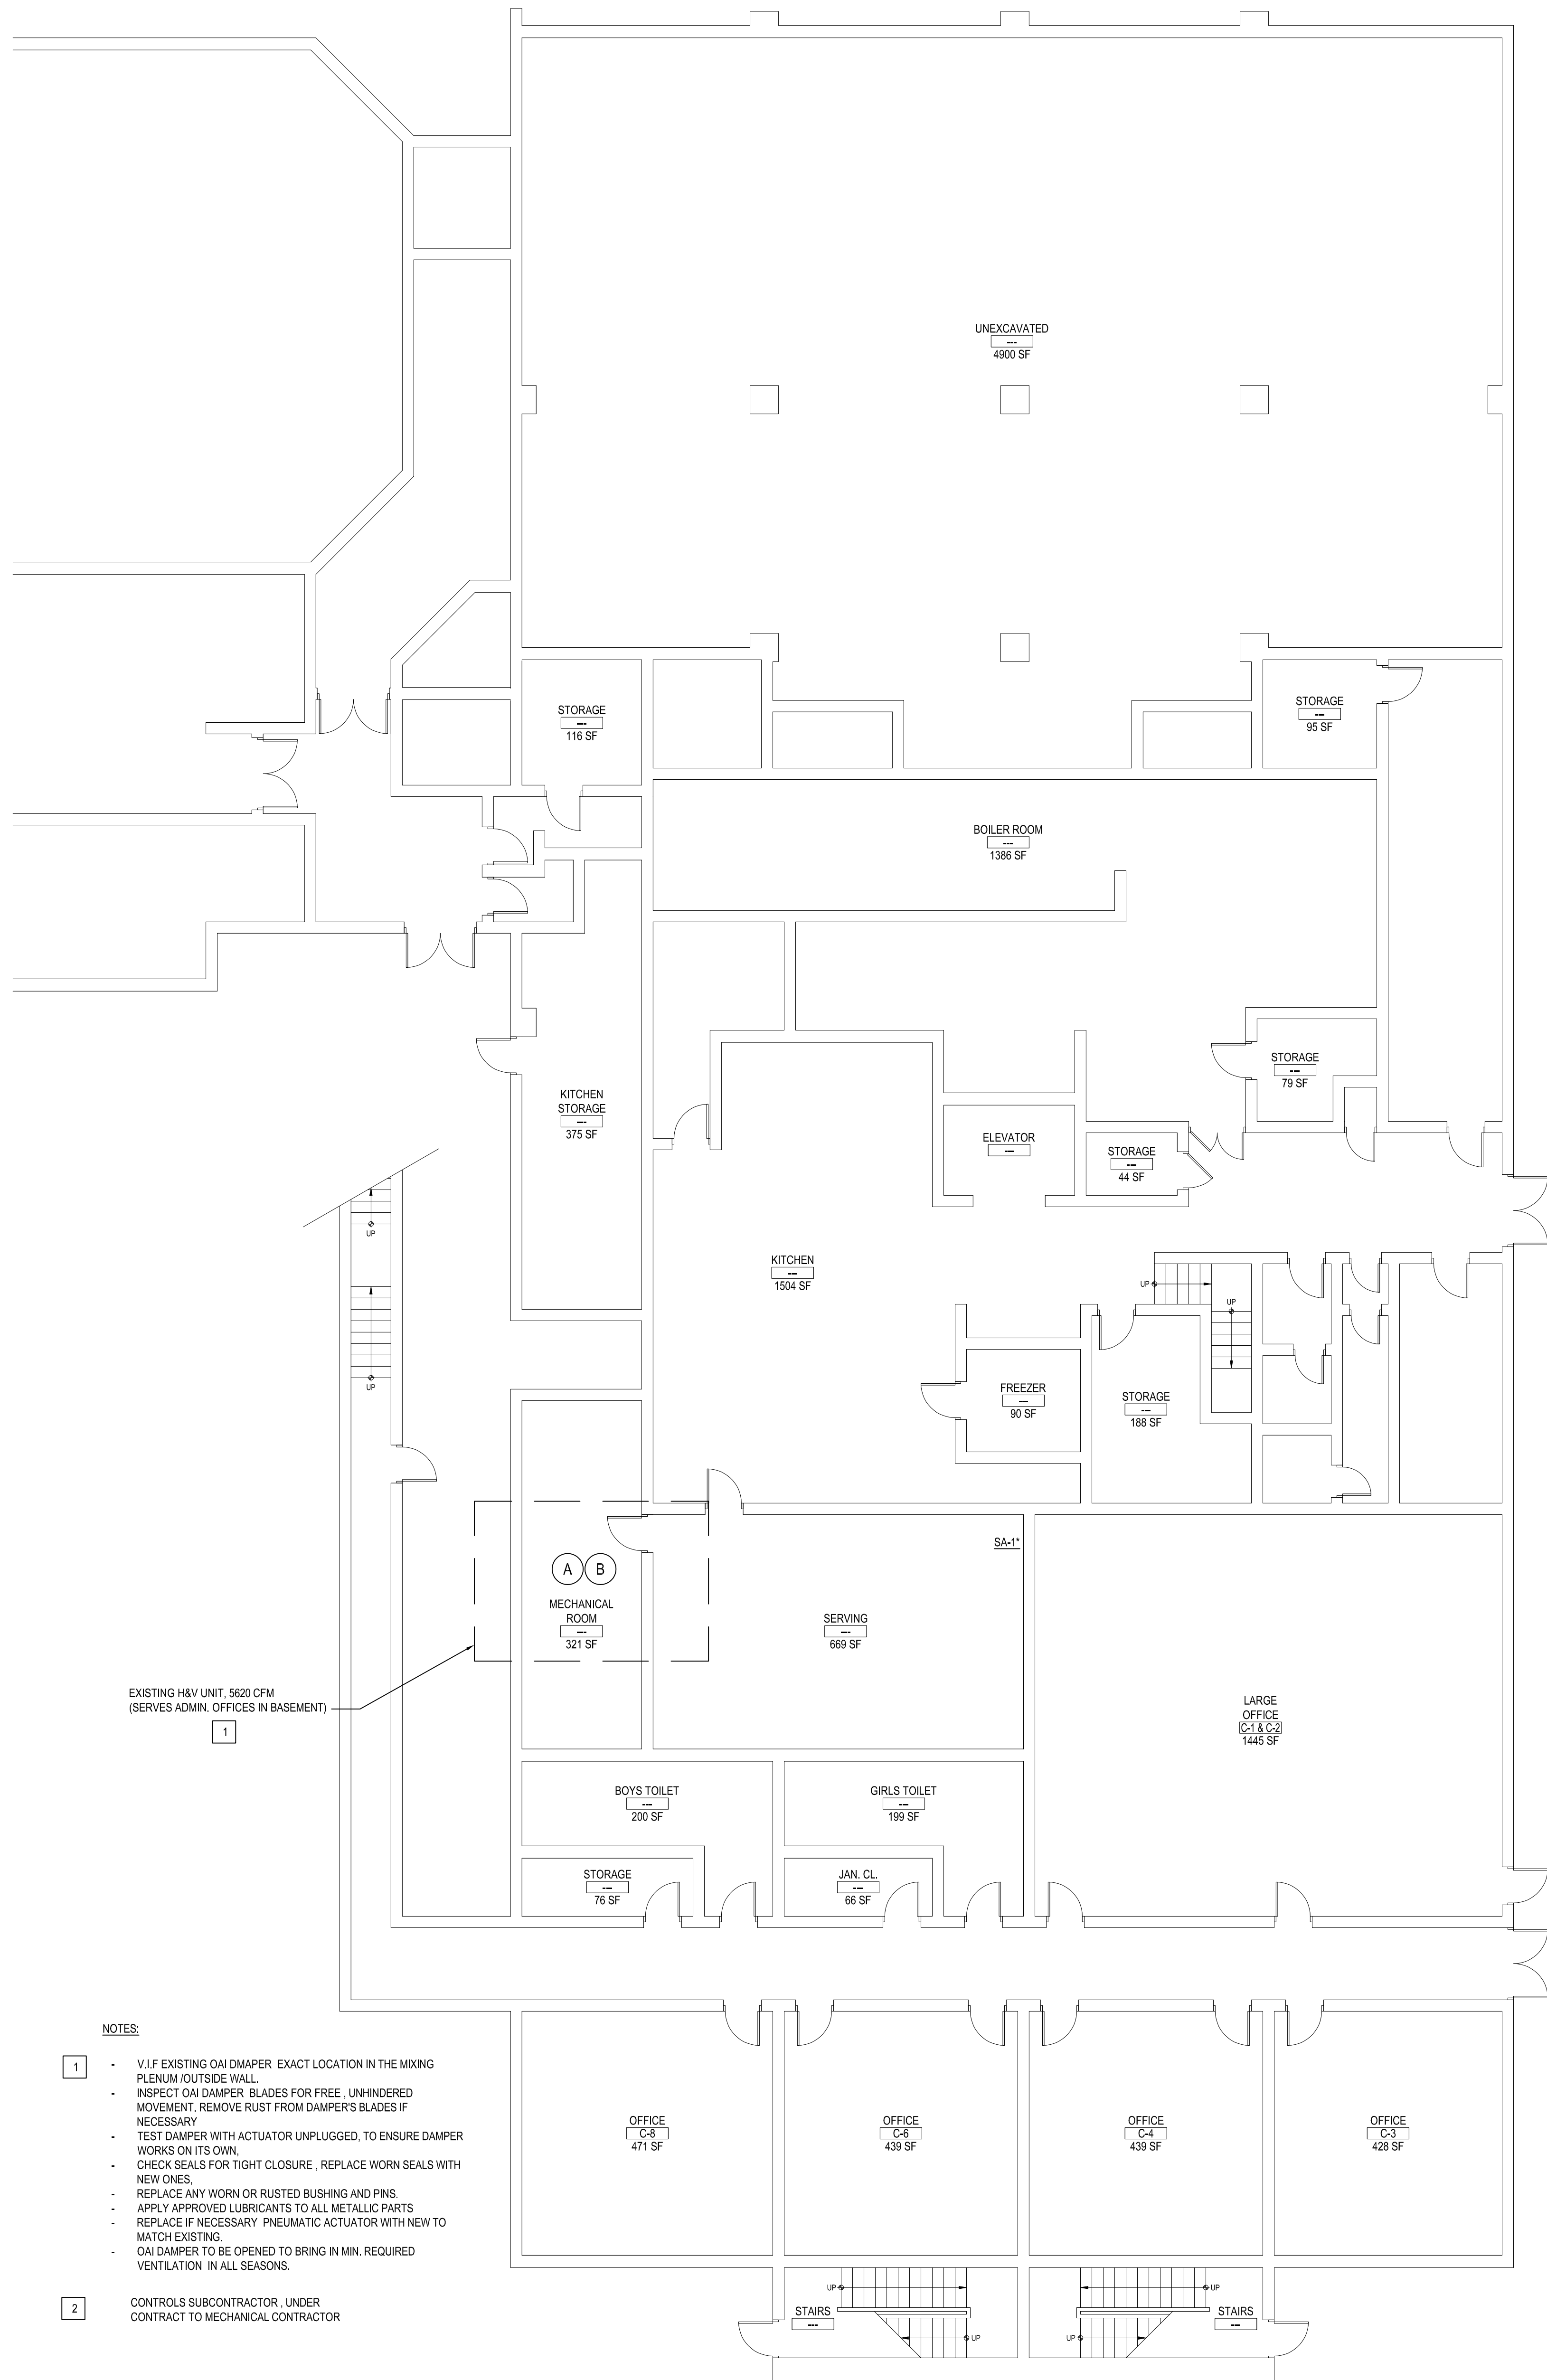 UNEXCAVATED
---
4900 SF
STORAGE
---
116 SF
STORAGE
---
95 SF
BOILER ROOM
---
1386 SF
STORAGE
---
79 SF
KITCHEN
STORAGE
---
375 SF
ELEVATOR
---
STORAGE
---
44 SF
UP
KITCHEN
---
1504 SF
UP
UP
UP
FREEZER
---
90 SF
STORAGE
---
188 SF
SA-1*
A B
MECHANICAL
ROOM
---
321 SF
SERVING
---
669 SF
EXISTING H&V UNIT, 5620 CFM
(SERVES ADMIN. OFFICES IN BASEMENT)
1
LARGE
OFFICE
C-1 & C-2
1445 SF
BOYS TOILET
---
200 SF
GIRLS TOILET
---
199 SF
STORAGE
---
76 SF
JAN. CL.
---
66 SF
OFFICE
C-8
471 SF
OFFICE
C-6
439 SF
OFFICE
C-4
439 SF
OFFICE
C-3
428 SF
UP
UP
STAIRS
---
STAIRS
---
UP
UP
NOTES:
1
- V.I.F EXISTING OAI DMAPER EXACT LOCATION IN THE MIXING
PLENUM /OUTSIDE WALL.
- INSPECT OAI DAMPER BLADES FOR FREE , UNHINDERED
MOVEMENT. REMOVE RUST FROM DAMPER'S BLADES IF
NECESSARY
- TEST DAMPER WITH ACTUATOR UNPLUGGED, TO ENSURE DAMPER
WORKS ON ITS OWN,
- CHECK SEALS FOR TIGHT CLOSURE , REPLACE WORN SEALS WITH
NEW ONES,
- REPLACE ANY WORN OR RUSTED BUSHING AND PINS.
- APPLY APPROVED LUBRICANTS TO ALL METALLIC PARTS
- REPLACE IF NECESSARY PNEUMATIC ACTUATOR WITH NEW TO
MATCH EXISTING.
- OAI DAMPER TO BE OPENED TO BRING IN MIN. REQUIRED
VENTILATION IN ALL SEASONS.
2
CONTROLS SUBCONTRACTOR , UNDER
CONTRACT TO MECHANICAL CONTRACTOR